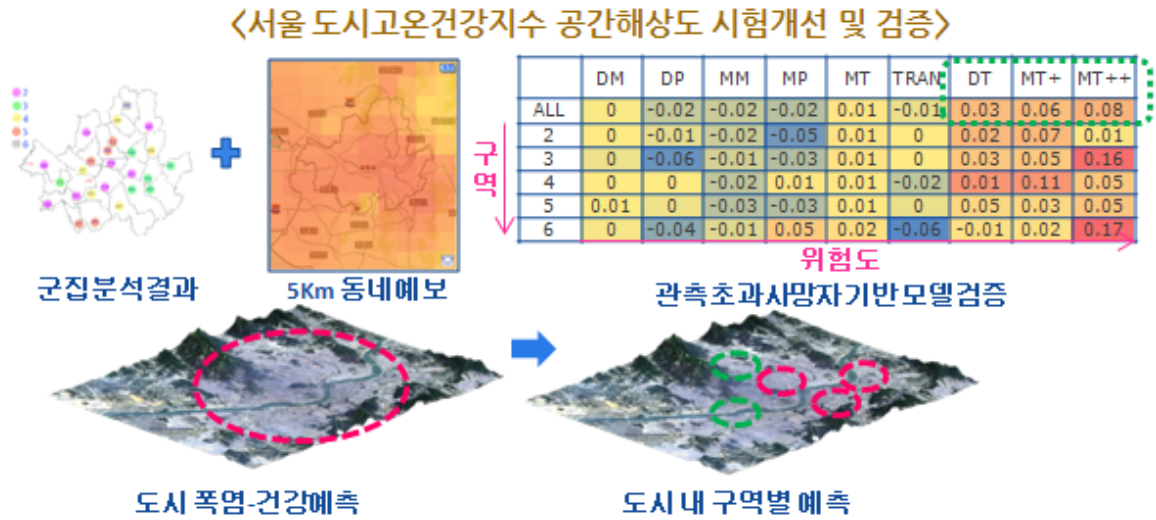 <서울 도시고온건강지수 공간해상도 시험개선 및 검증>
DM DP MM MP MT TRAN DT MT+ MT++
ALL 0 -0.02 -0.02 -0.02 0.01 -0.01 0.03 0.06 0.08
2 0 -0.01 -0.02 -0.05 0.01 0 0.02 0.07 0.01
3 0 -0.06 -0.01 -0.03 0.01 0 0.03 0.05 0.16
4 0 0 -0.02 0.01 0.01 -0.02 0.01 0.11 0.05
5 0.01 0 -0.03 -0.03 0.01 0 0.05 0.03 0.05
6 0 -0.04 -0.01 0.05 0.02 -0.06 -0.01 0.02 0.17
구역
위험도
2
3
4
5
6
군집분석결과
5Km 동네예보
관측초과사망자기반모델검증
도시 폭염-건강예측
도시 내 구역별 예측